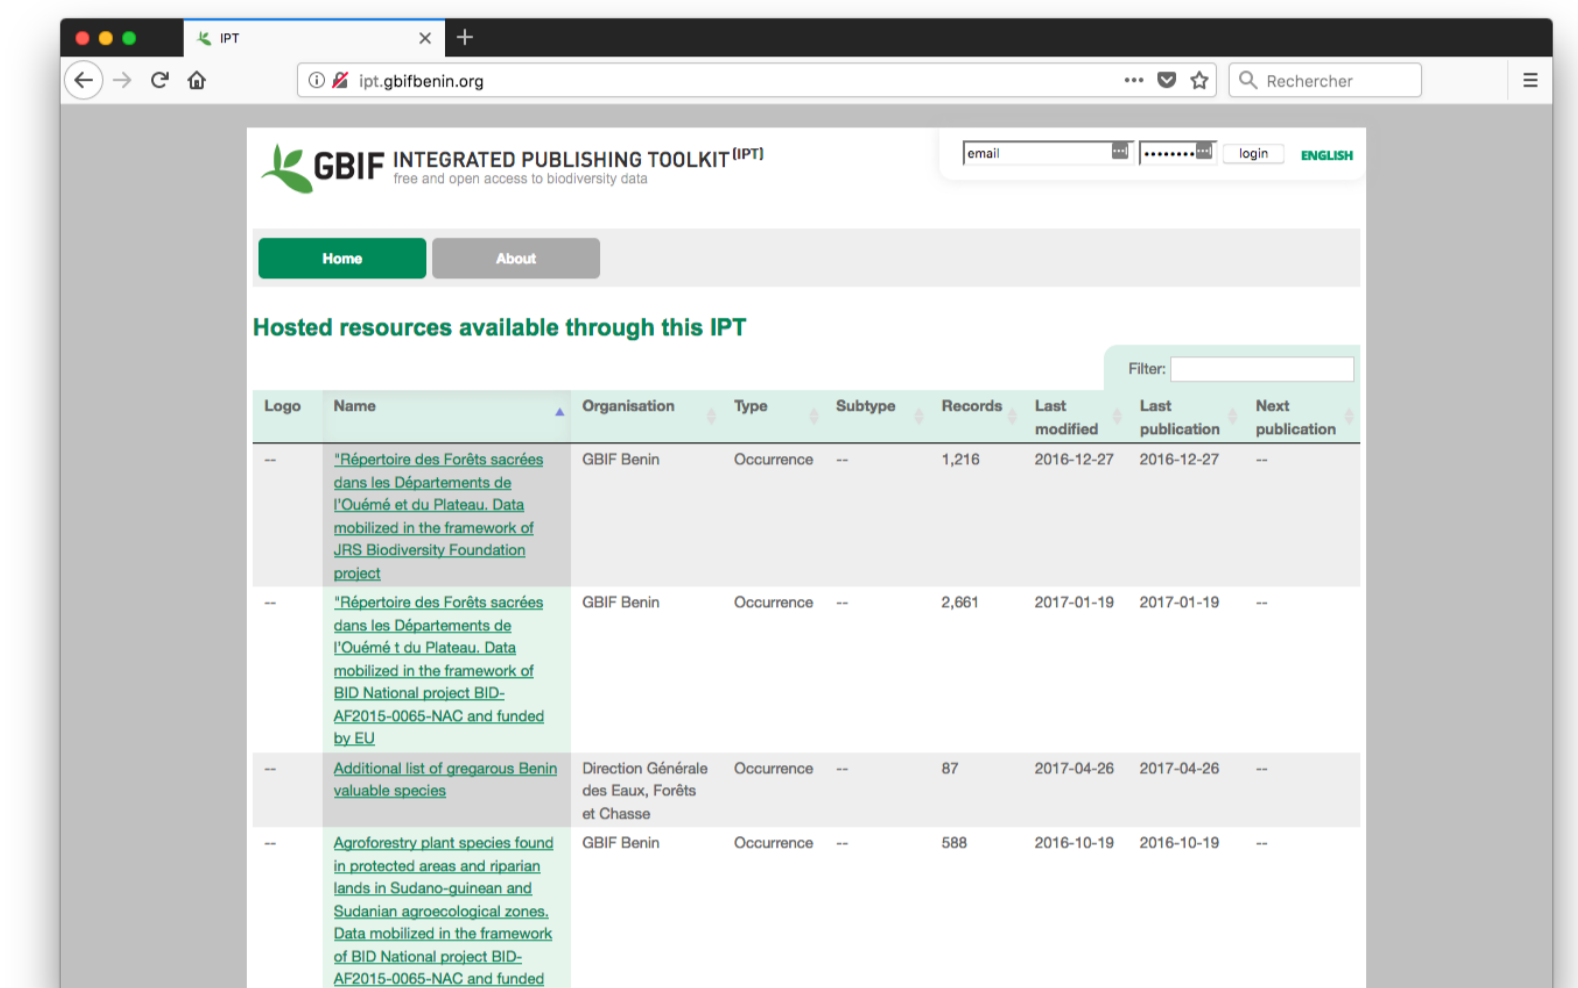 IPT
ipt.gbifbenin.org
Rechercher
GBIF INTEGRATED PUBLISHING TOOLKIT (IPT)
free and open access to biodiversity data
email
login
ENGLISH
Home
About
Hosted resources available through this IPT
Filter:
Logo
Name
Organisation
Type
Subtype
Records
Last
modified
Last
publication
Next
publication
--
"Répertoire des Forêts sacrées
dans les Départements de
l'Ouémé et du Plateau. Data
mobilized in the framework of
JRS Biodiversity Foundation
project
GBIF Benin
Occurrence
--
1,216
2016-12-27
2016-12-27
--
--
"Répertoire des Forêts sacrées
dans les Départements de
l'Ouémé t du Plateau. Data
mobilized in the framework of
BID National project BID-
AF2015-0065-NAC and funded
by EU
GBIF Benin
Occurrence
--
2,661
2017-01-19
2017-01-19
--
--
Additional list of gregarous Benin
valuable species
Direction Générale
des Eaux, Forêts
et Chasse
Occurrence
--
87
2017-04-26
2017-04-26
--
--
Agroforestry plant species found
in protected areas and riparian
lands in Sudano-guinean and
Sudanian agroecological zones.
Data mobilized in the framework
of BID National project BID-
AF2015-0065-NAC and funded
GBIF Benin
Occurrence
--
588
2016-10-19
2016-10-19
--